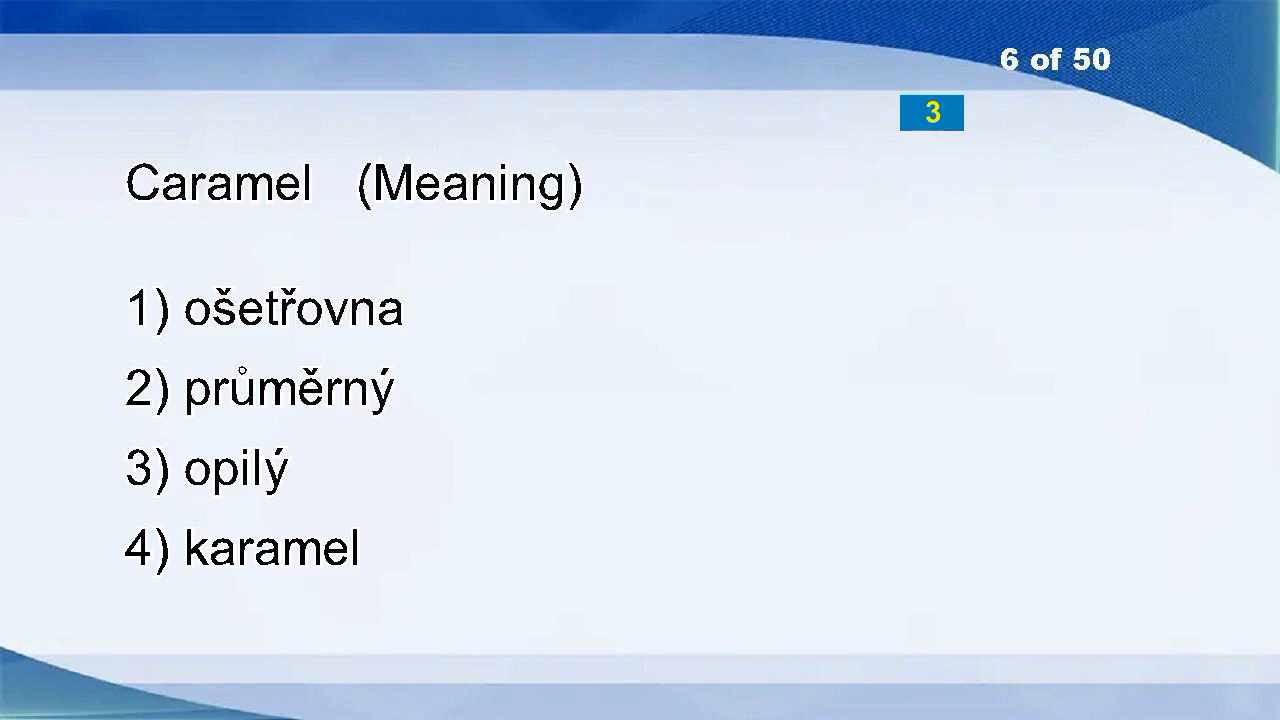 6 of 50
3
Caramel (Meaning)
1) ošetřovna
2) průměrný
3) opilý
4) karamel